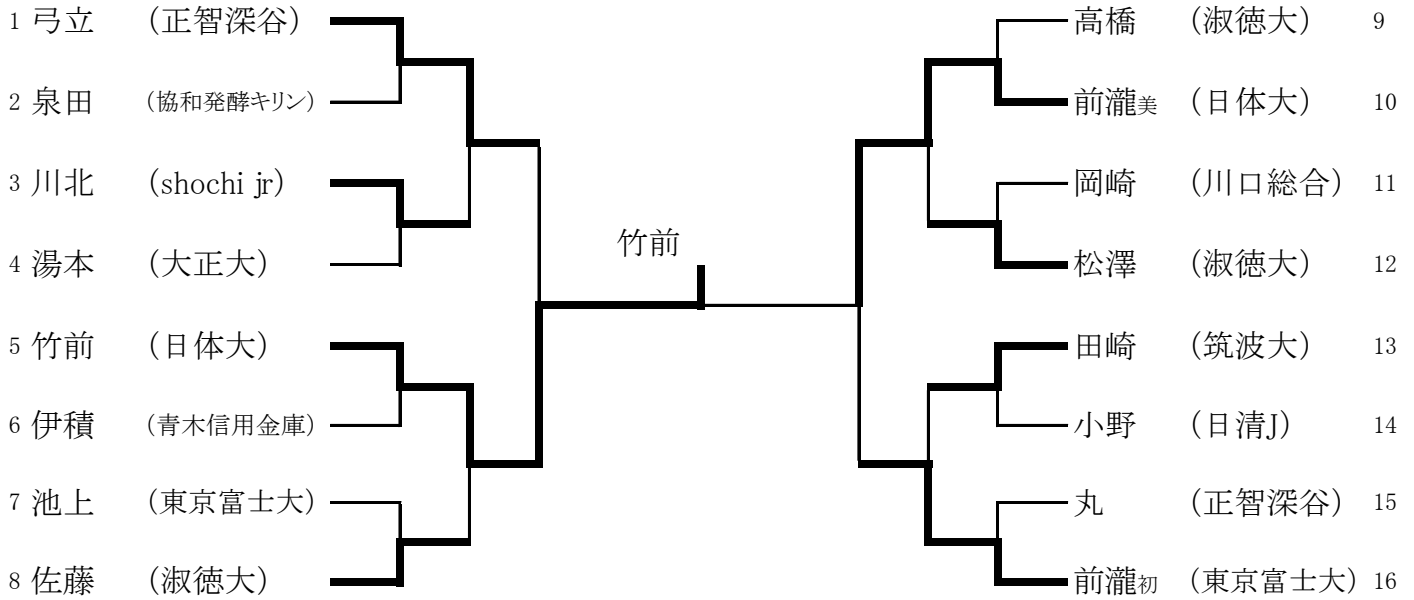 1 弓立 (正智深谷)
2 泉田 (協和発酵キリン)
3 川北 (shochi jr)
4 湯本 (大正大)
5 竹前 (日体大)
6 伊積 (青木信用金庫)
7 池上 (東京富士大)
8 佐藤 (淑徳大)
竹前
高橋 (淑徳大) 9
前瀧美 (日体大) 10
岡崎 (川口総合) 11
松澤 (淑徳大) 12
田崎 (筑波大) 13
小野 (日清J) 14
丸 (正智深谷) 15
前瀧初 (東京富士大) 16